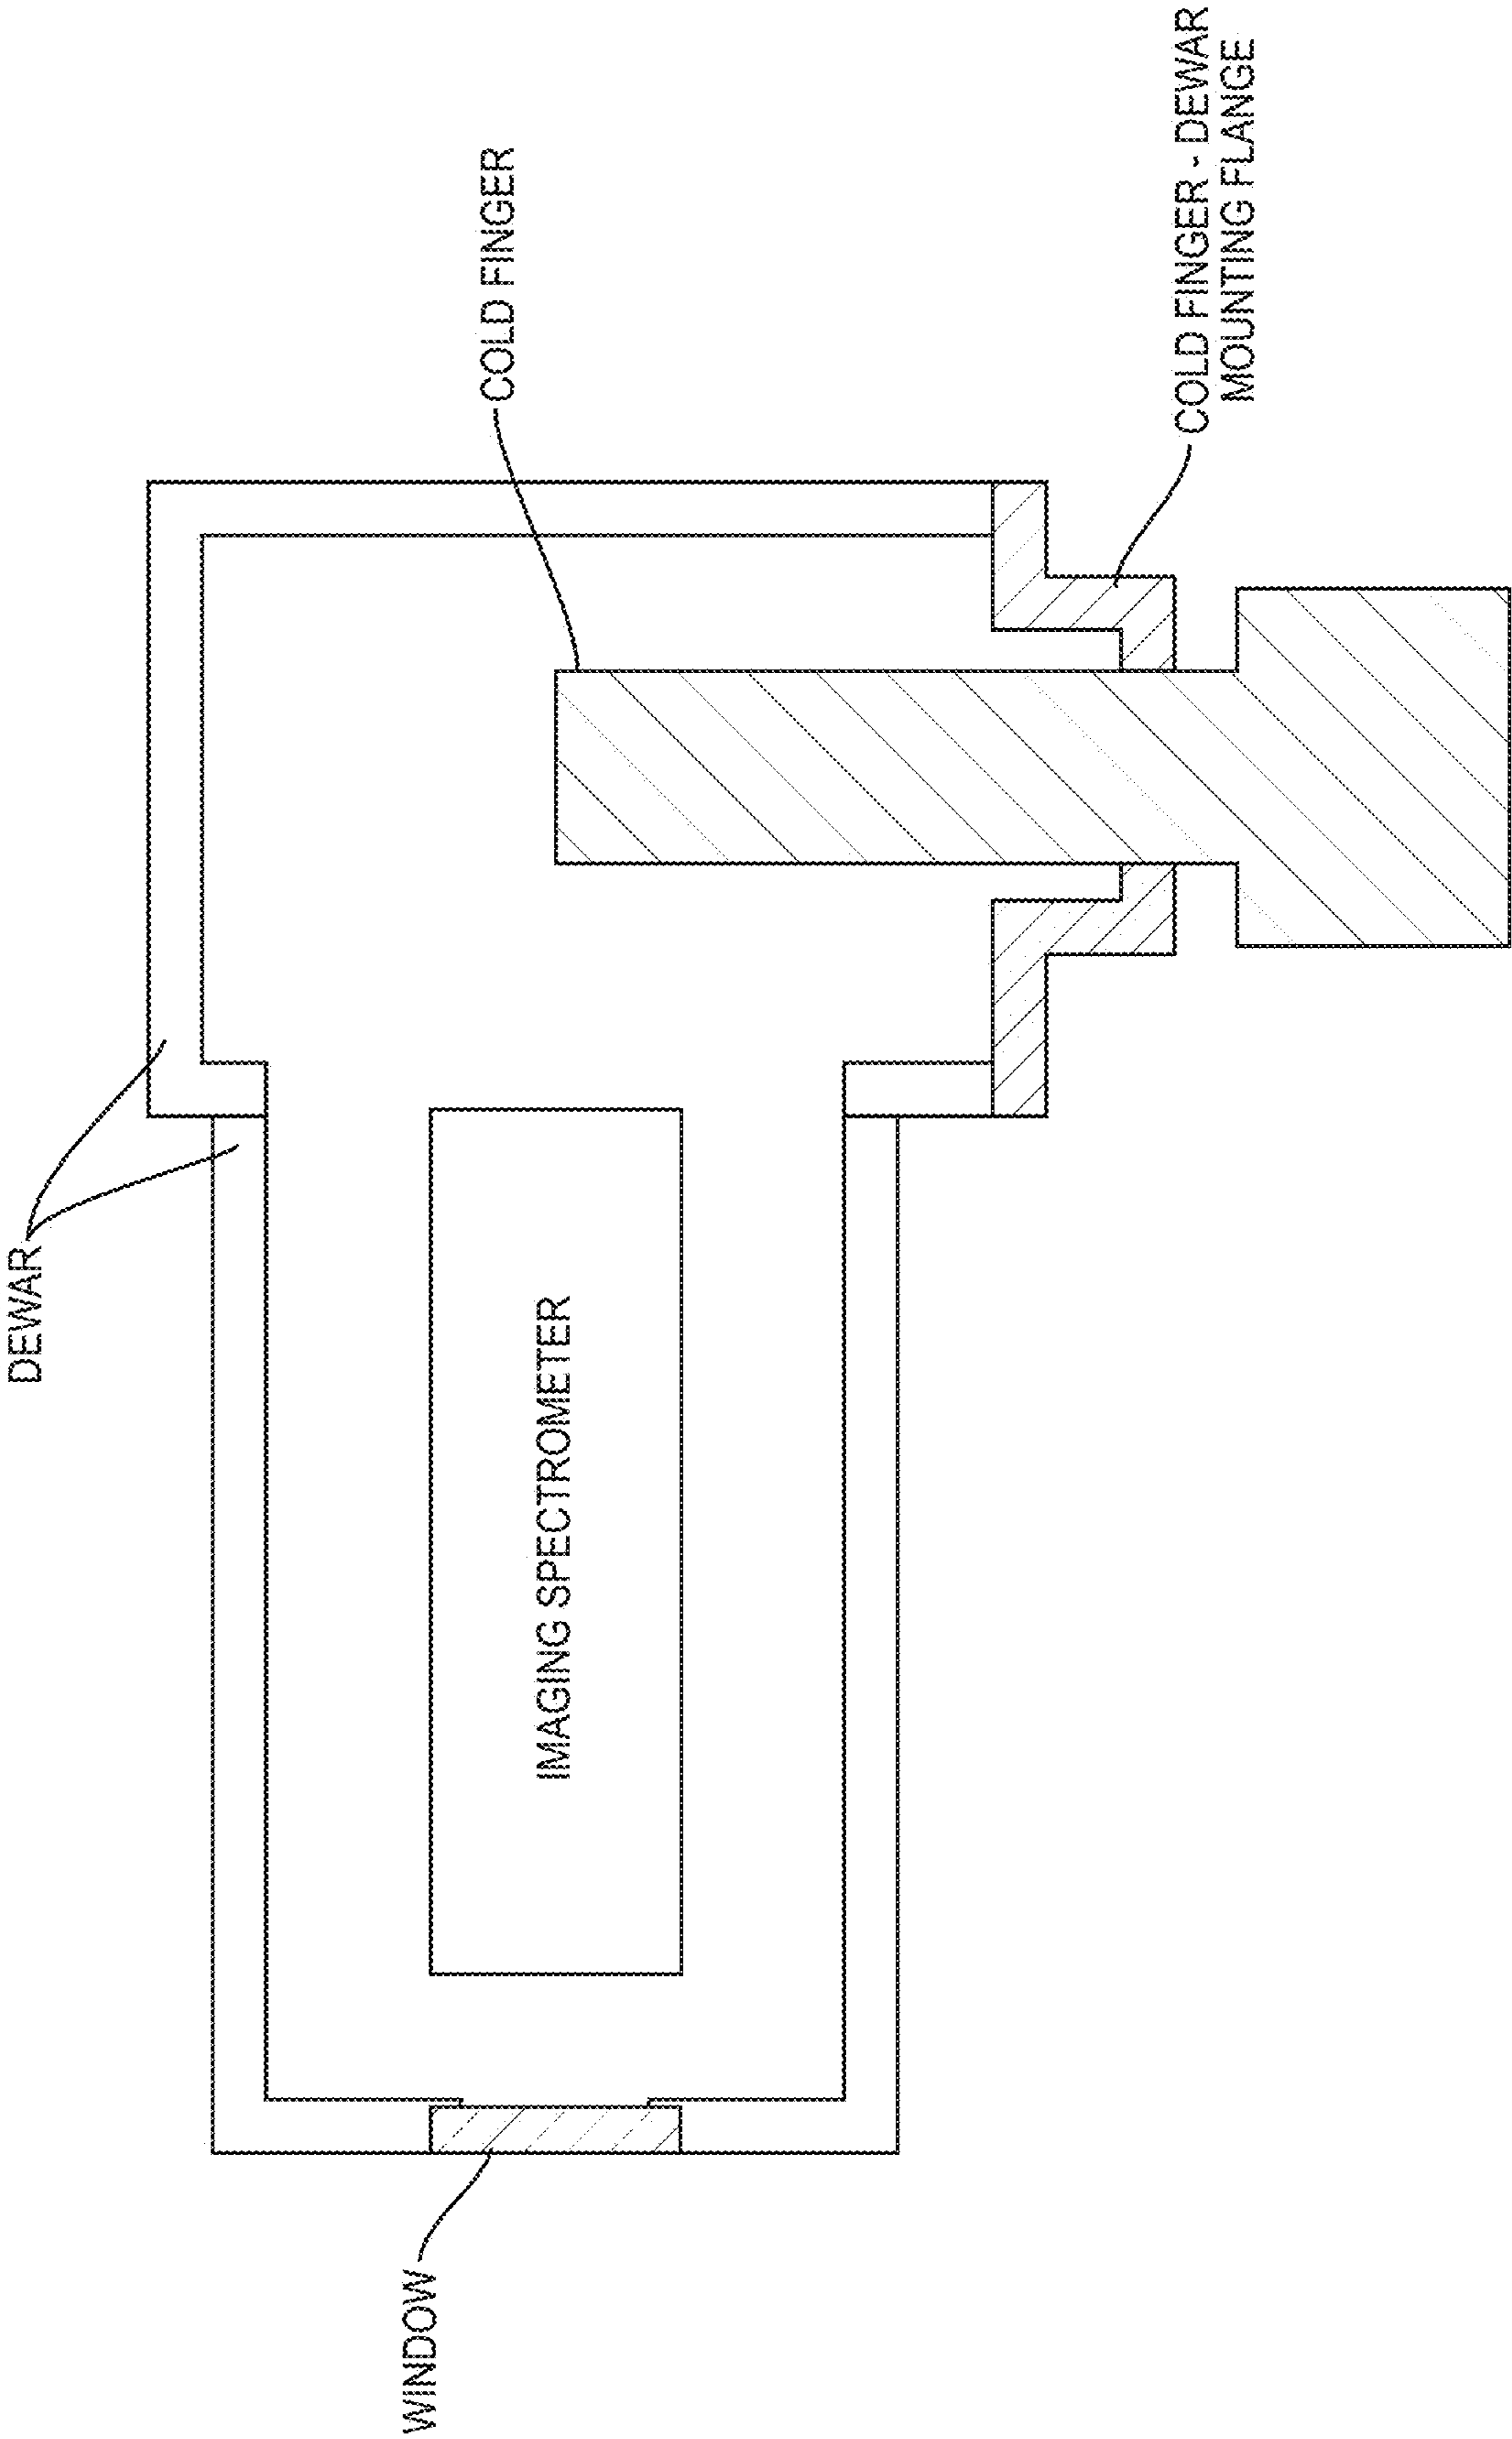 DEWAR
COLD FINGER
COLD FINGER - DEWAR
MOUNTING FLANGE
IMAGING SPECTROMETER
WINDOW